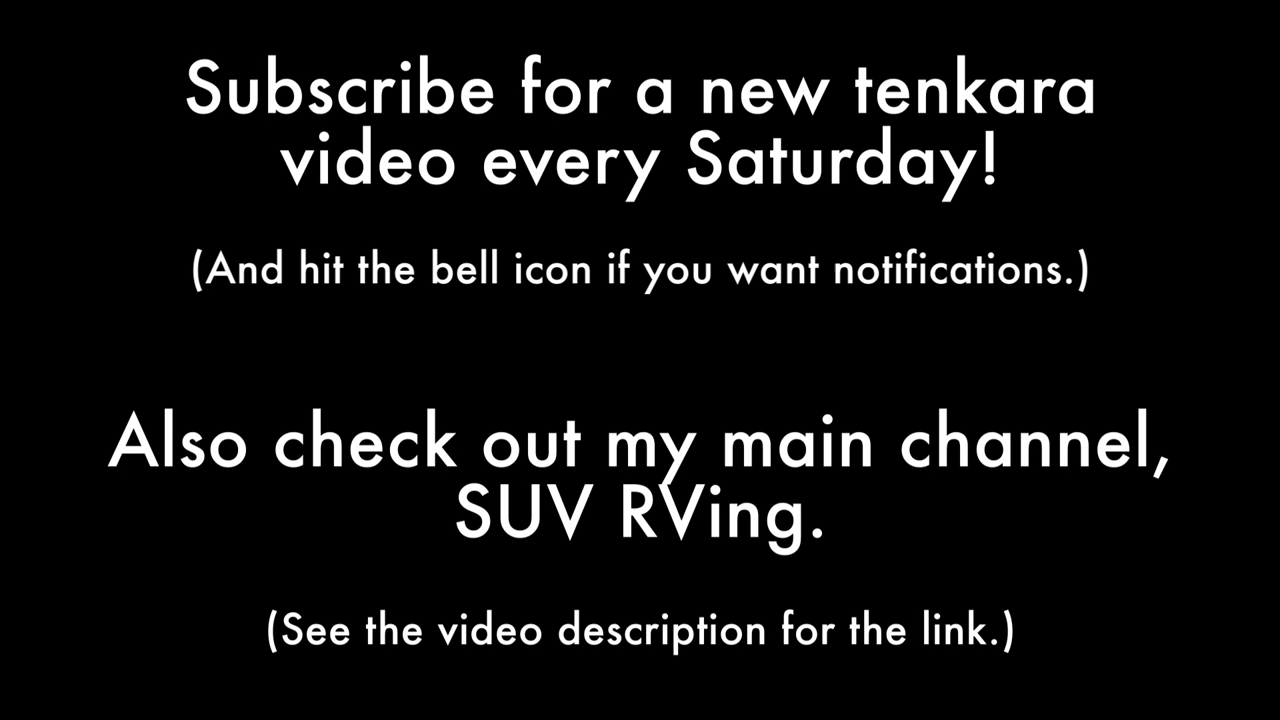 Subscribe for a new tenkara
video every Saturday!
(And hit the bell icon if you want notifications.)
Also check out my main channel,
SUV RVing.
(See the video description for the link.)